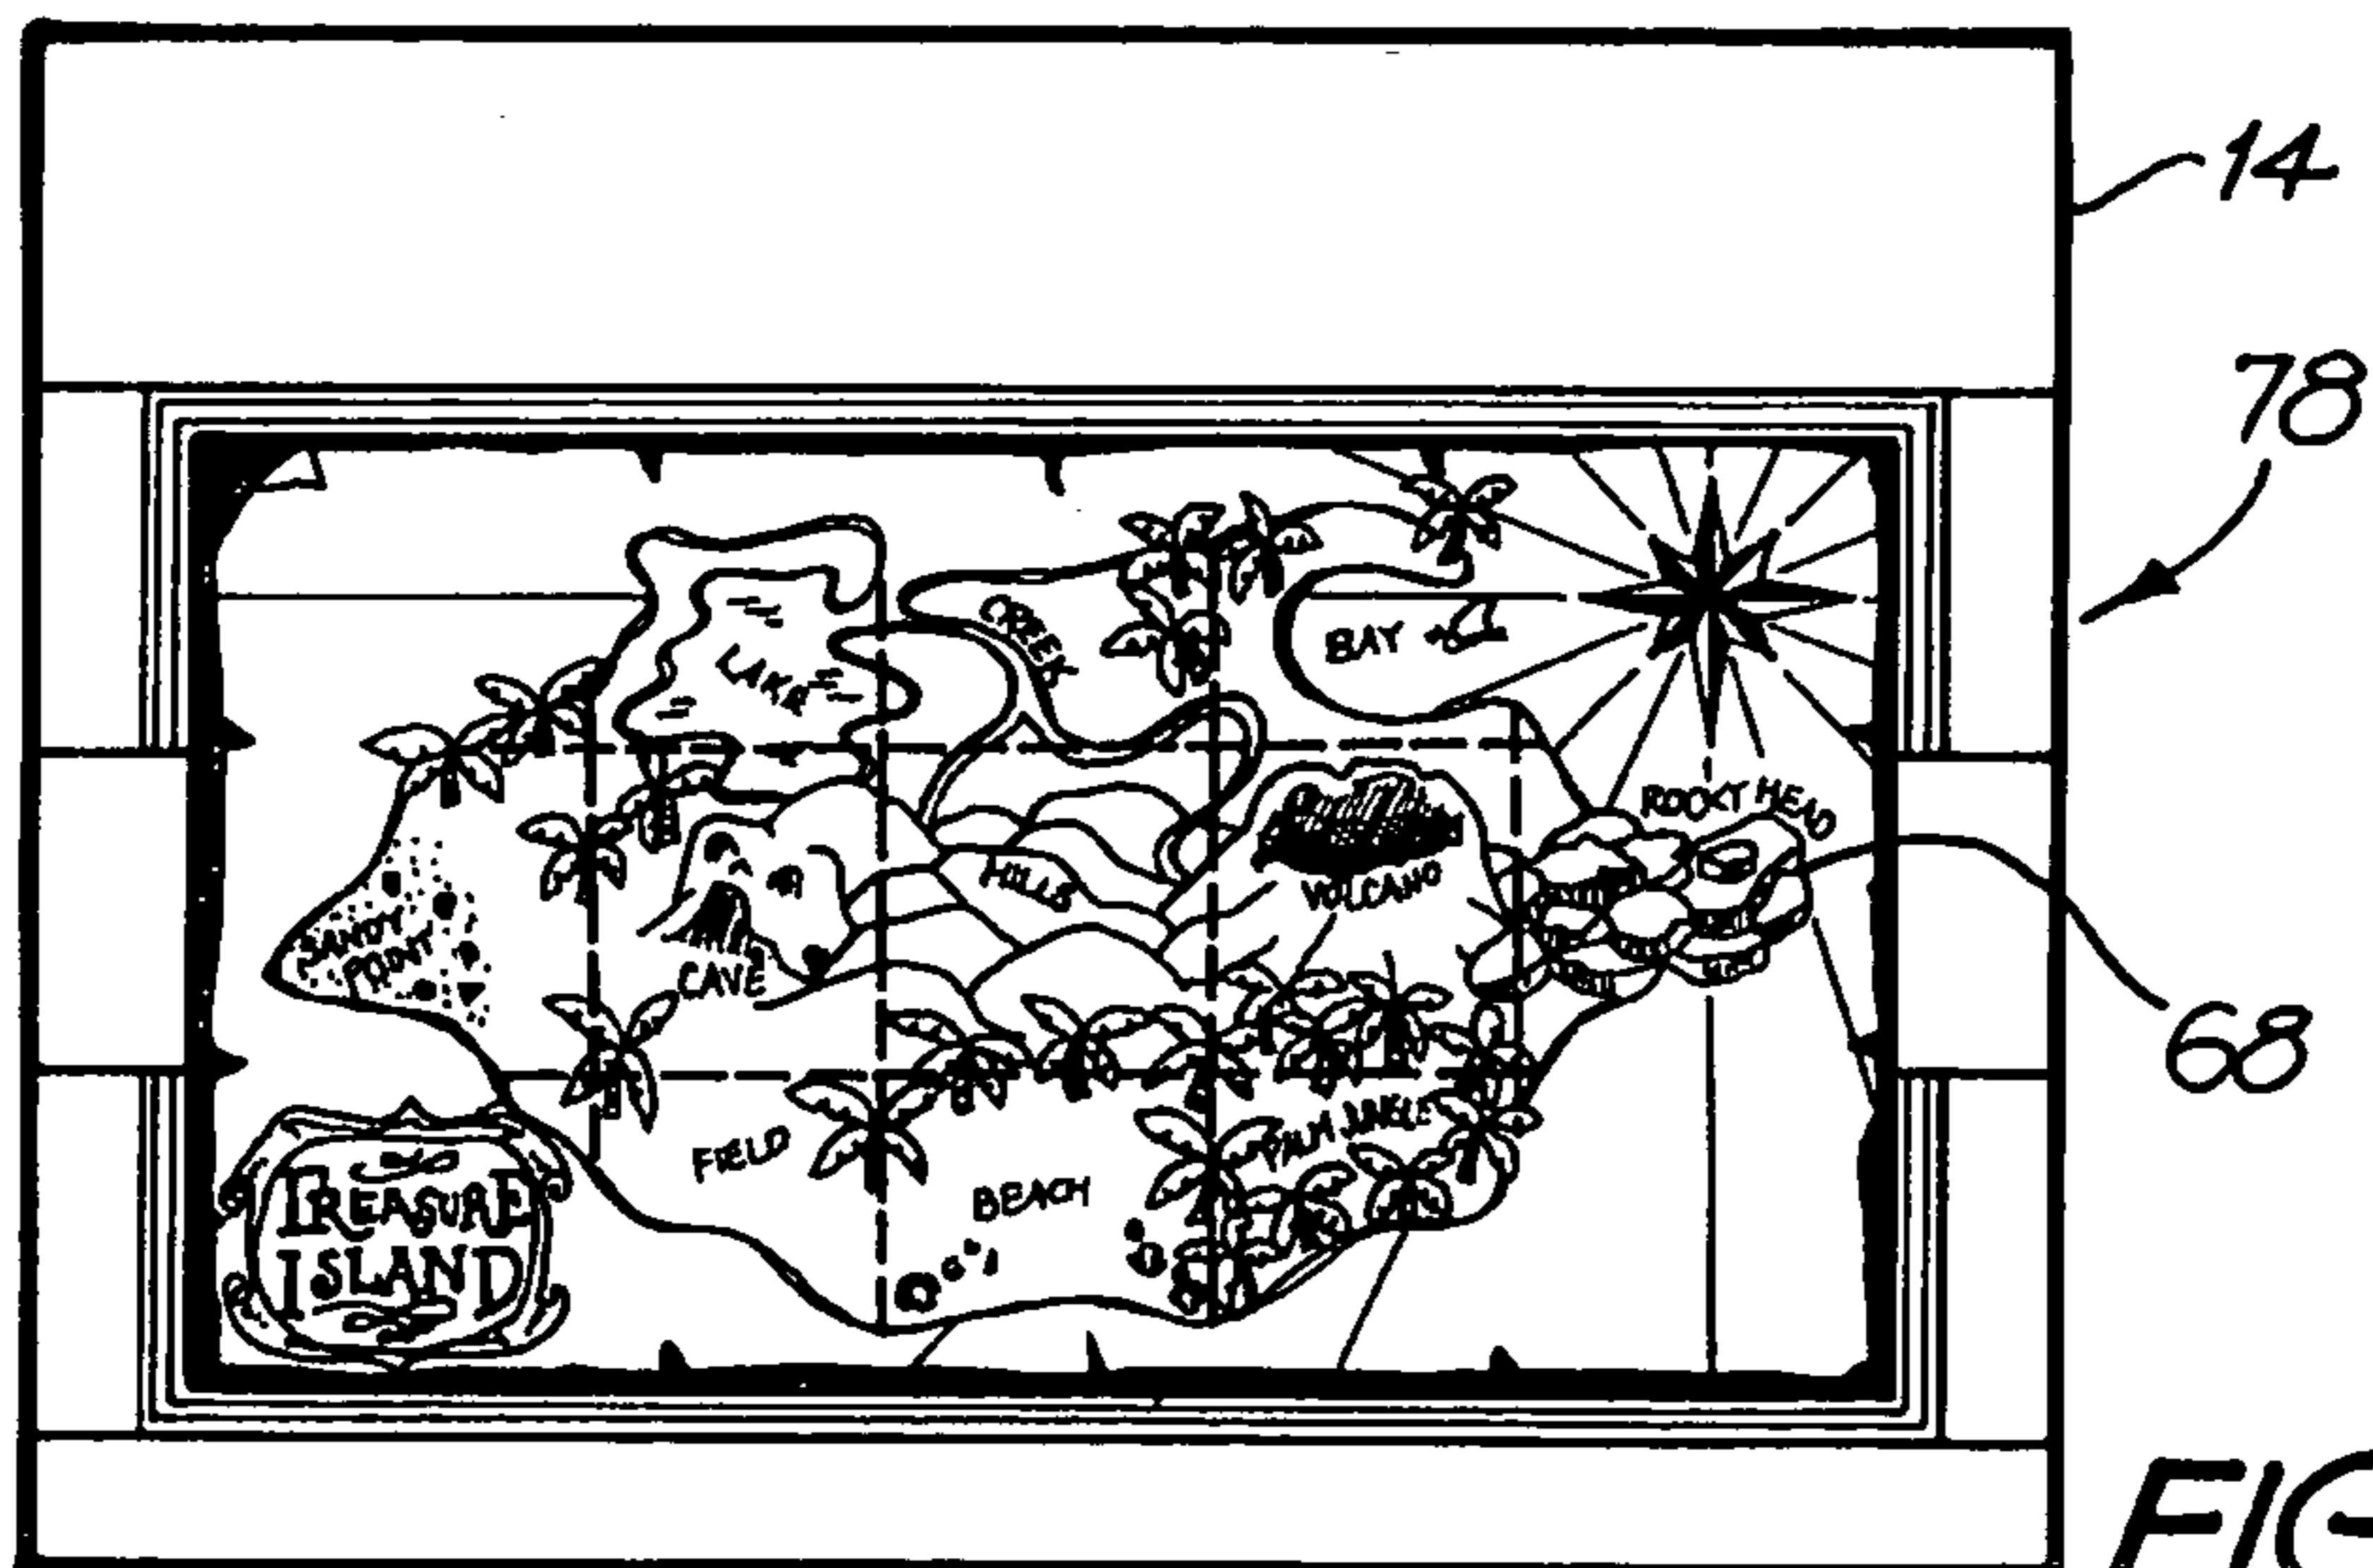 14
78
CREEK
BAY
LAKE
ROCKY HEAD
HILLS
VOLCANO
SANDY
POINT
CAVE
68
PALM JUNGLE
FIELD
BEACH
TREASURE
ISLAND
FIG